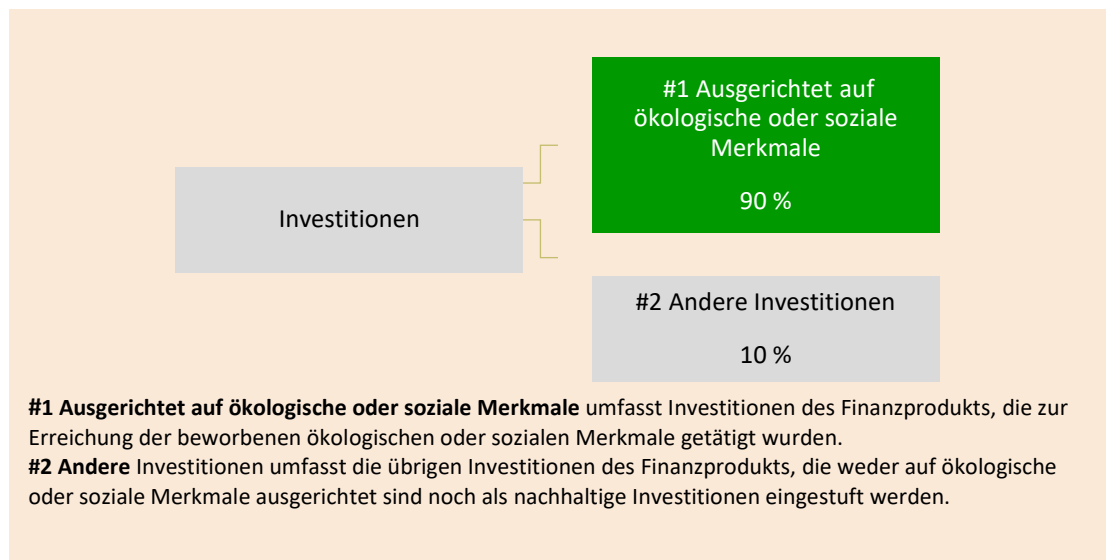 #1 Ausgerichtet auf
ökologische oder soziale
Merkmale
90 %
Investitionen
#2 Andere Investitionen
10 %
#1 Ausgerichtet auf ökologische oder soziale Merkmale umfasst Investitionen des Finanzprodukts, die zur
Erreichung der beworbenen ökologischen oder sozialen Merkmale getätigt wurden.
#2 Andere Investitionen umfasst die übrigen Investitionen des Finanzprodukts, die weder auf ökologische
oder soziale Merkmale ausgerichtet sind noch als nachhaltige Investitionen eingestuft werden.